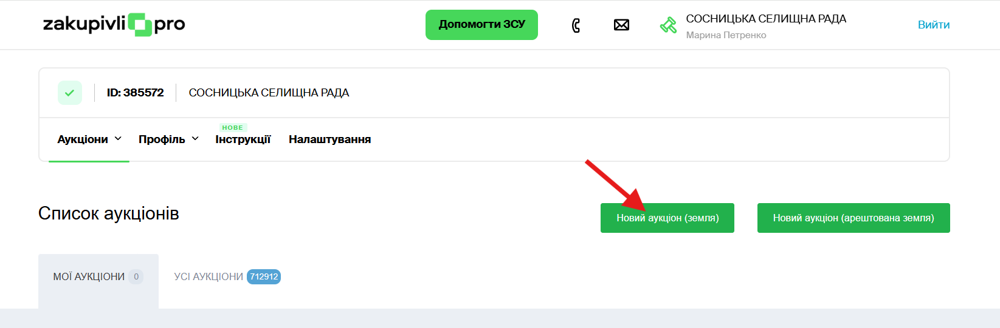 zakupivli pro
Допомогти ЗСУ
СОСНИЦЬКА СЕЛИЩНА РАДА
Марина Петренко
Вийти
ID: 385572
СОСНИЦЬКА СЕЛИЩНА РАДА
Аукціони
Профіль
НОВЕ
Інструкції
Налаштування
Список аукціонів
Новий аукціон (земля)
Новий аукціон (арештована земля)
МОЇ АУКЦІОНИ 0
УСІ АУКЦІОНИ 712912